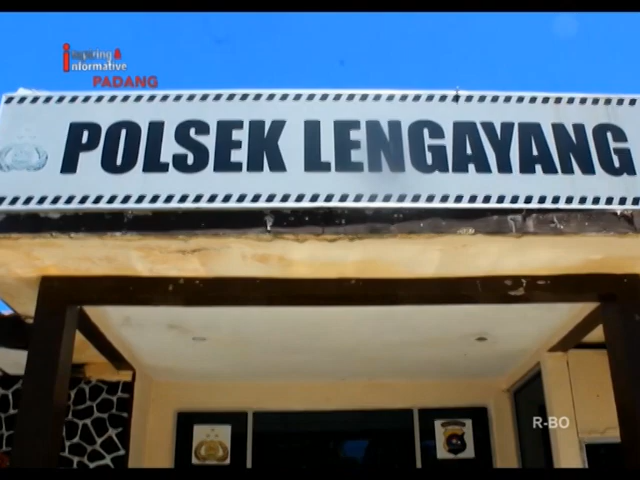 Inspiring &
Informative
PADANG
POLSEK LENGAYANG
R-BO